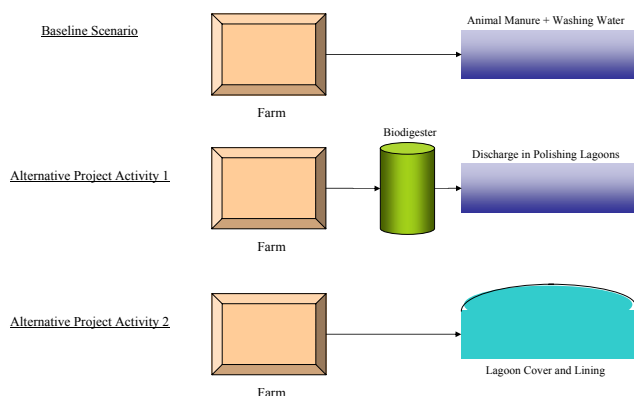 Baseline Scenario
Animal Manure + Washing Water
Farm
Biodigester
Alternative Project Activity 1
Discharge in Polishing Lagoons
Farm
Alternative Project Activity 2
Lagoon Cover and Lining
Farm